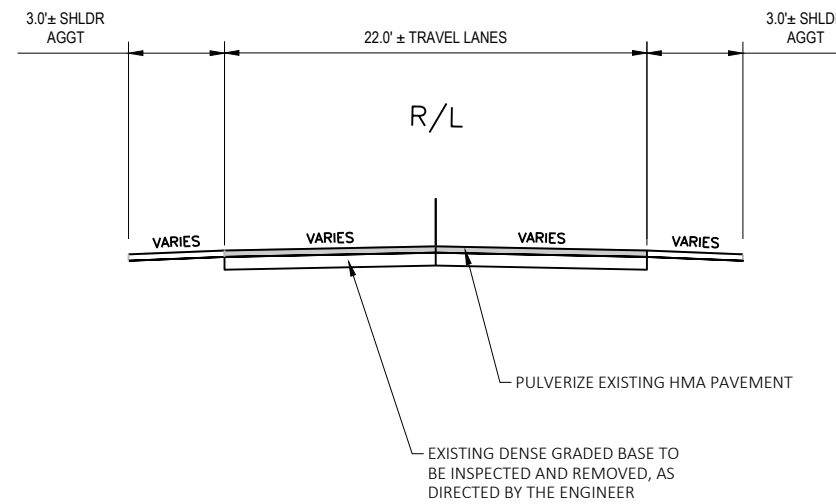 3.0'± SHLDR
AGGT
22.0' ± TRAVEL LANES
3.0'± SHLD
AGGT
R/L
VARIES
VARIES
VARIES
VARIES
PULVERIZE EXISTING HMA PAVEMENT
EXISTING DENSE GRADED BASE TO
BE INSPECTED AND REMOVED, AS
DIRECTED BY THE ENGINEER